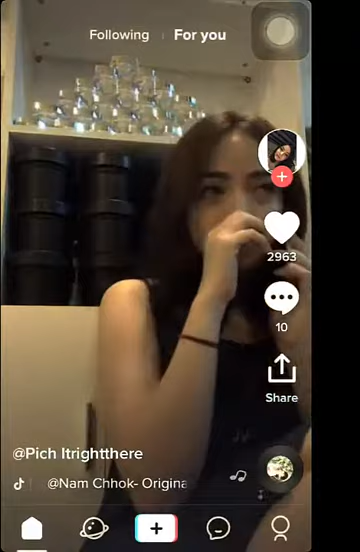 Following
For you
2963
10
Share
@Pich Itrightthere
@Nam Chhok- Origina